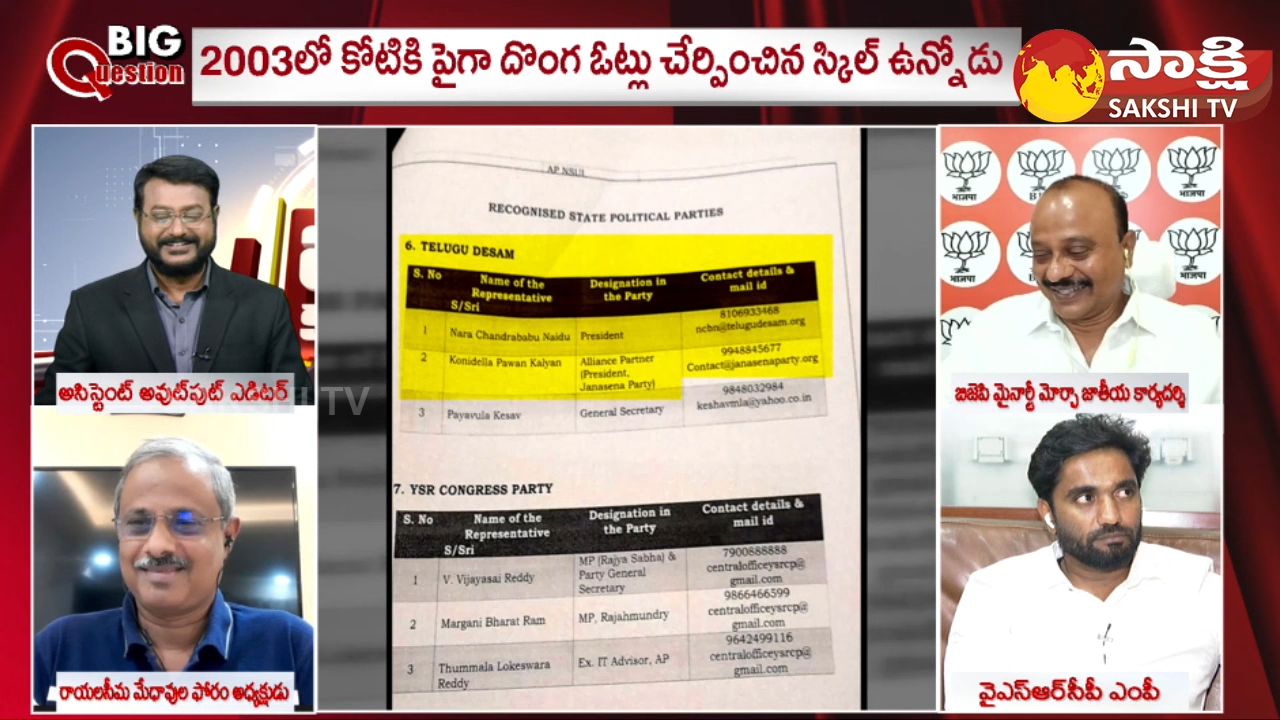 BIG
Question
2003లో కోటికి పైగా దొంగ ఓట్లు చేర్పించిన స్కిల్ ఉన్నోడు
సాక్షి
SAKSHI TV
RECOGNISED STATE POLITICAL PARTIES
6. TELUGU DESAM
S. No Name of the Representative S/Sri Designation in the Party Contact details & mail id
1 Nara Chandrababu Naidu President 8106933468 ncbn@telugudesam.org
2 Konidella Pawan Kalyan Alliance Partner (President, Janasena Party) 9948845677 Contact@janasenaparty.org
3 Payavula Kesav General Secretary 9848032984 keshavmla@yahoo.co.in
7. YSR CONGRESS PARTY
S. No Name of the Representative S/Sri Designation in the Party Contact details & mail id
1 V. Vijayasai Reddy MP (Rajya Sabha) & Party General Secretary 7900888888 centralofficeysrcp@gmail.com
2 Margani Bharat Ram MP, Rajahmundry 9866466599 centralofficeysrcp@gmail.com
3 Thummala Lokeswara Reddy Ex. IT Advisor, AP 9642499116 centralofficeysrcp@gmail.com
అసిస్టెంట్ అవుట్‌పుట్ ఎడిటర్
బిజెపి మైనార్టీ మోర్చా జాతీయ కార్యదర్శి
రాయలసీమ మేధావుల ఫోరం అధ్యక్షుడు
వైఎస్ఆర్‌సీపీ ఎంపీ
भाजपा
भाजपा
भाजपा
भाजपा
TV